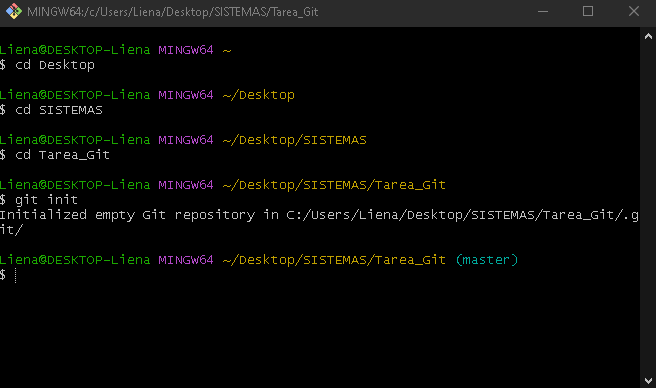 MINGW64:/c/Users/Liena/Desktop/SISTEMAS/Tarea_Git
Liena@DESKTOP-Liena MINGW64 ~
$ cd Desktop
Liena@DESKTOP-Liena MINGW64 ~/Desktop
$ cd SISTEMAS
Liena@DESKTOP-Liena MINGW64 ~/Desktop/SISTEMAS
$ cd Tarea_Git
Liena@DESKTOP-Liena MINGW64 ~/Desktop/SISTEMAS/Tarea_Git
$ git init
Initialized empty Git repository in C:/Users/Liena/Desktop/SISTEMAS/Tarea_Git/.g
it/
Liena@DESKTOP-Liena MINGW64 ~/Desktop/SISTEMAS/Tarea_Git (master)
$